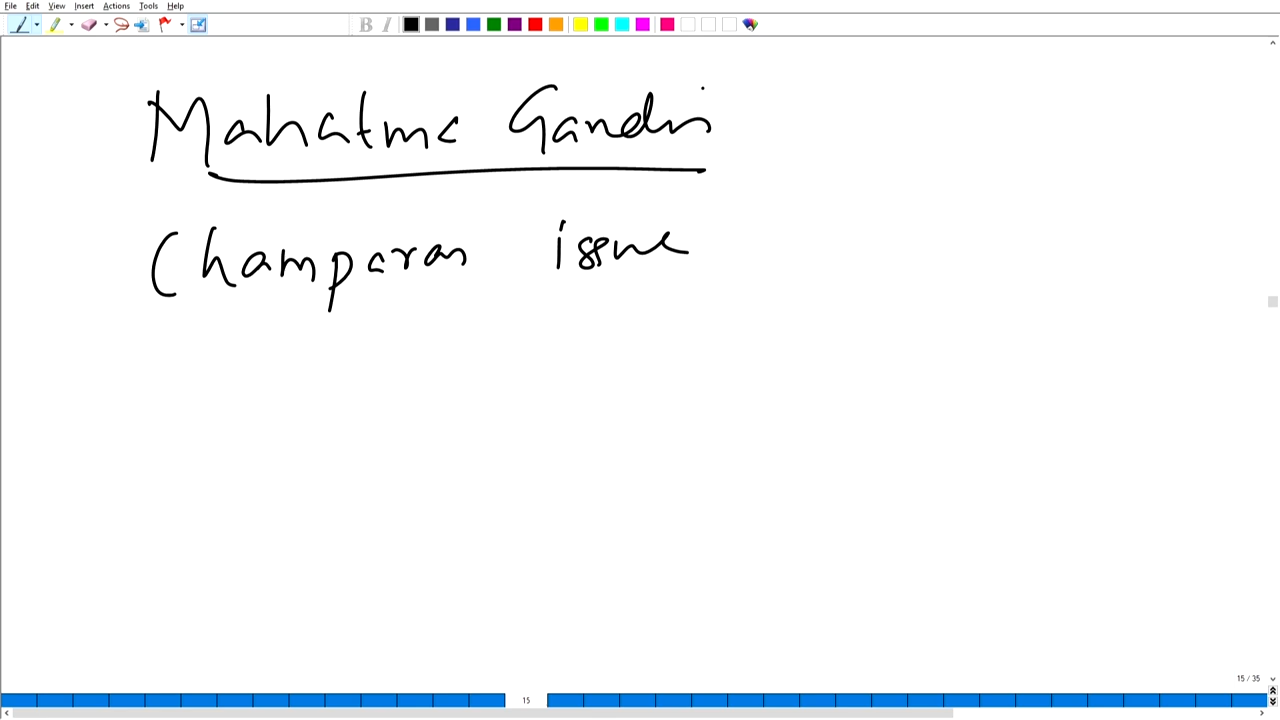 File Edit View Insert Actions Tools Help
B I
Mahatma Gandhi
Champaran issue
15 / 35
15